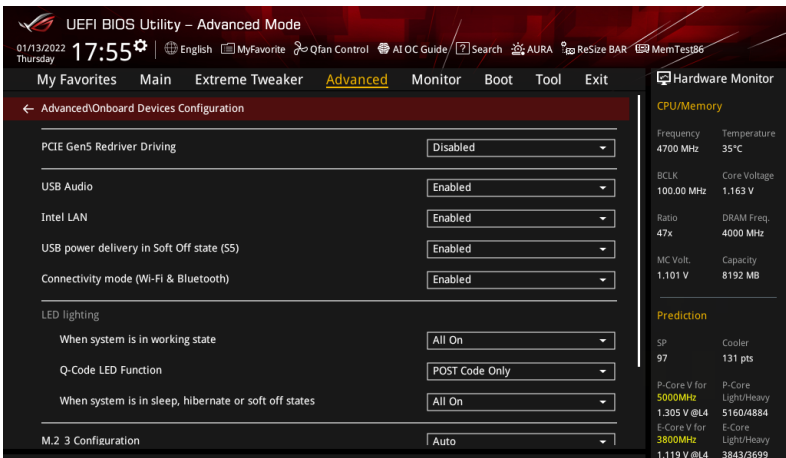 UEFI BIOS Utility – Advanced Mode
01/13/2022 Thursday 17:55 English MyFavorite Qfan Control AI OC Guide Search AURA ReSize BAR MemTest86
My Favorites Main Extreme Tweaker Advanced Monitor Boot Tool Exit
← Advanced\Onboard Devices Configuration
PCIE Gen5 Redriver Driving Disabled
USB Audio Enabled
Intel LAN Enabled
USB power delivery in Soft Off state (S5) Enabled
Connectivity mode (Wi-Fi & Bluetooth) Enabled
LED lighting
When system is in working state All On
Q-Code LED Function POST Code Only
When system is in sleep, hibernate or soft off states All On
M.2_3 Configuration Auto
Hardware Monitor
CPU/Memory
Frequency Temperature
4700 MHz 35°C
BCLK Core Voltage
100.00 MHz 1.163 V
Ratio DRAM Freq.
47x 4000 MHz
MC Volt. Capacity
1.101 V 8192 MB
Prediction
SP Cooler
97 131 pts
P-Core V for P-Core
5000MHz Light/Heavy
1.305 V @L4 5160/4884
E-Core V for E-Core
3800MHz Light/Heavy
1.119 V @L4 3843/3699